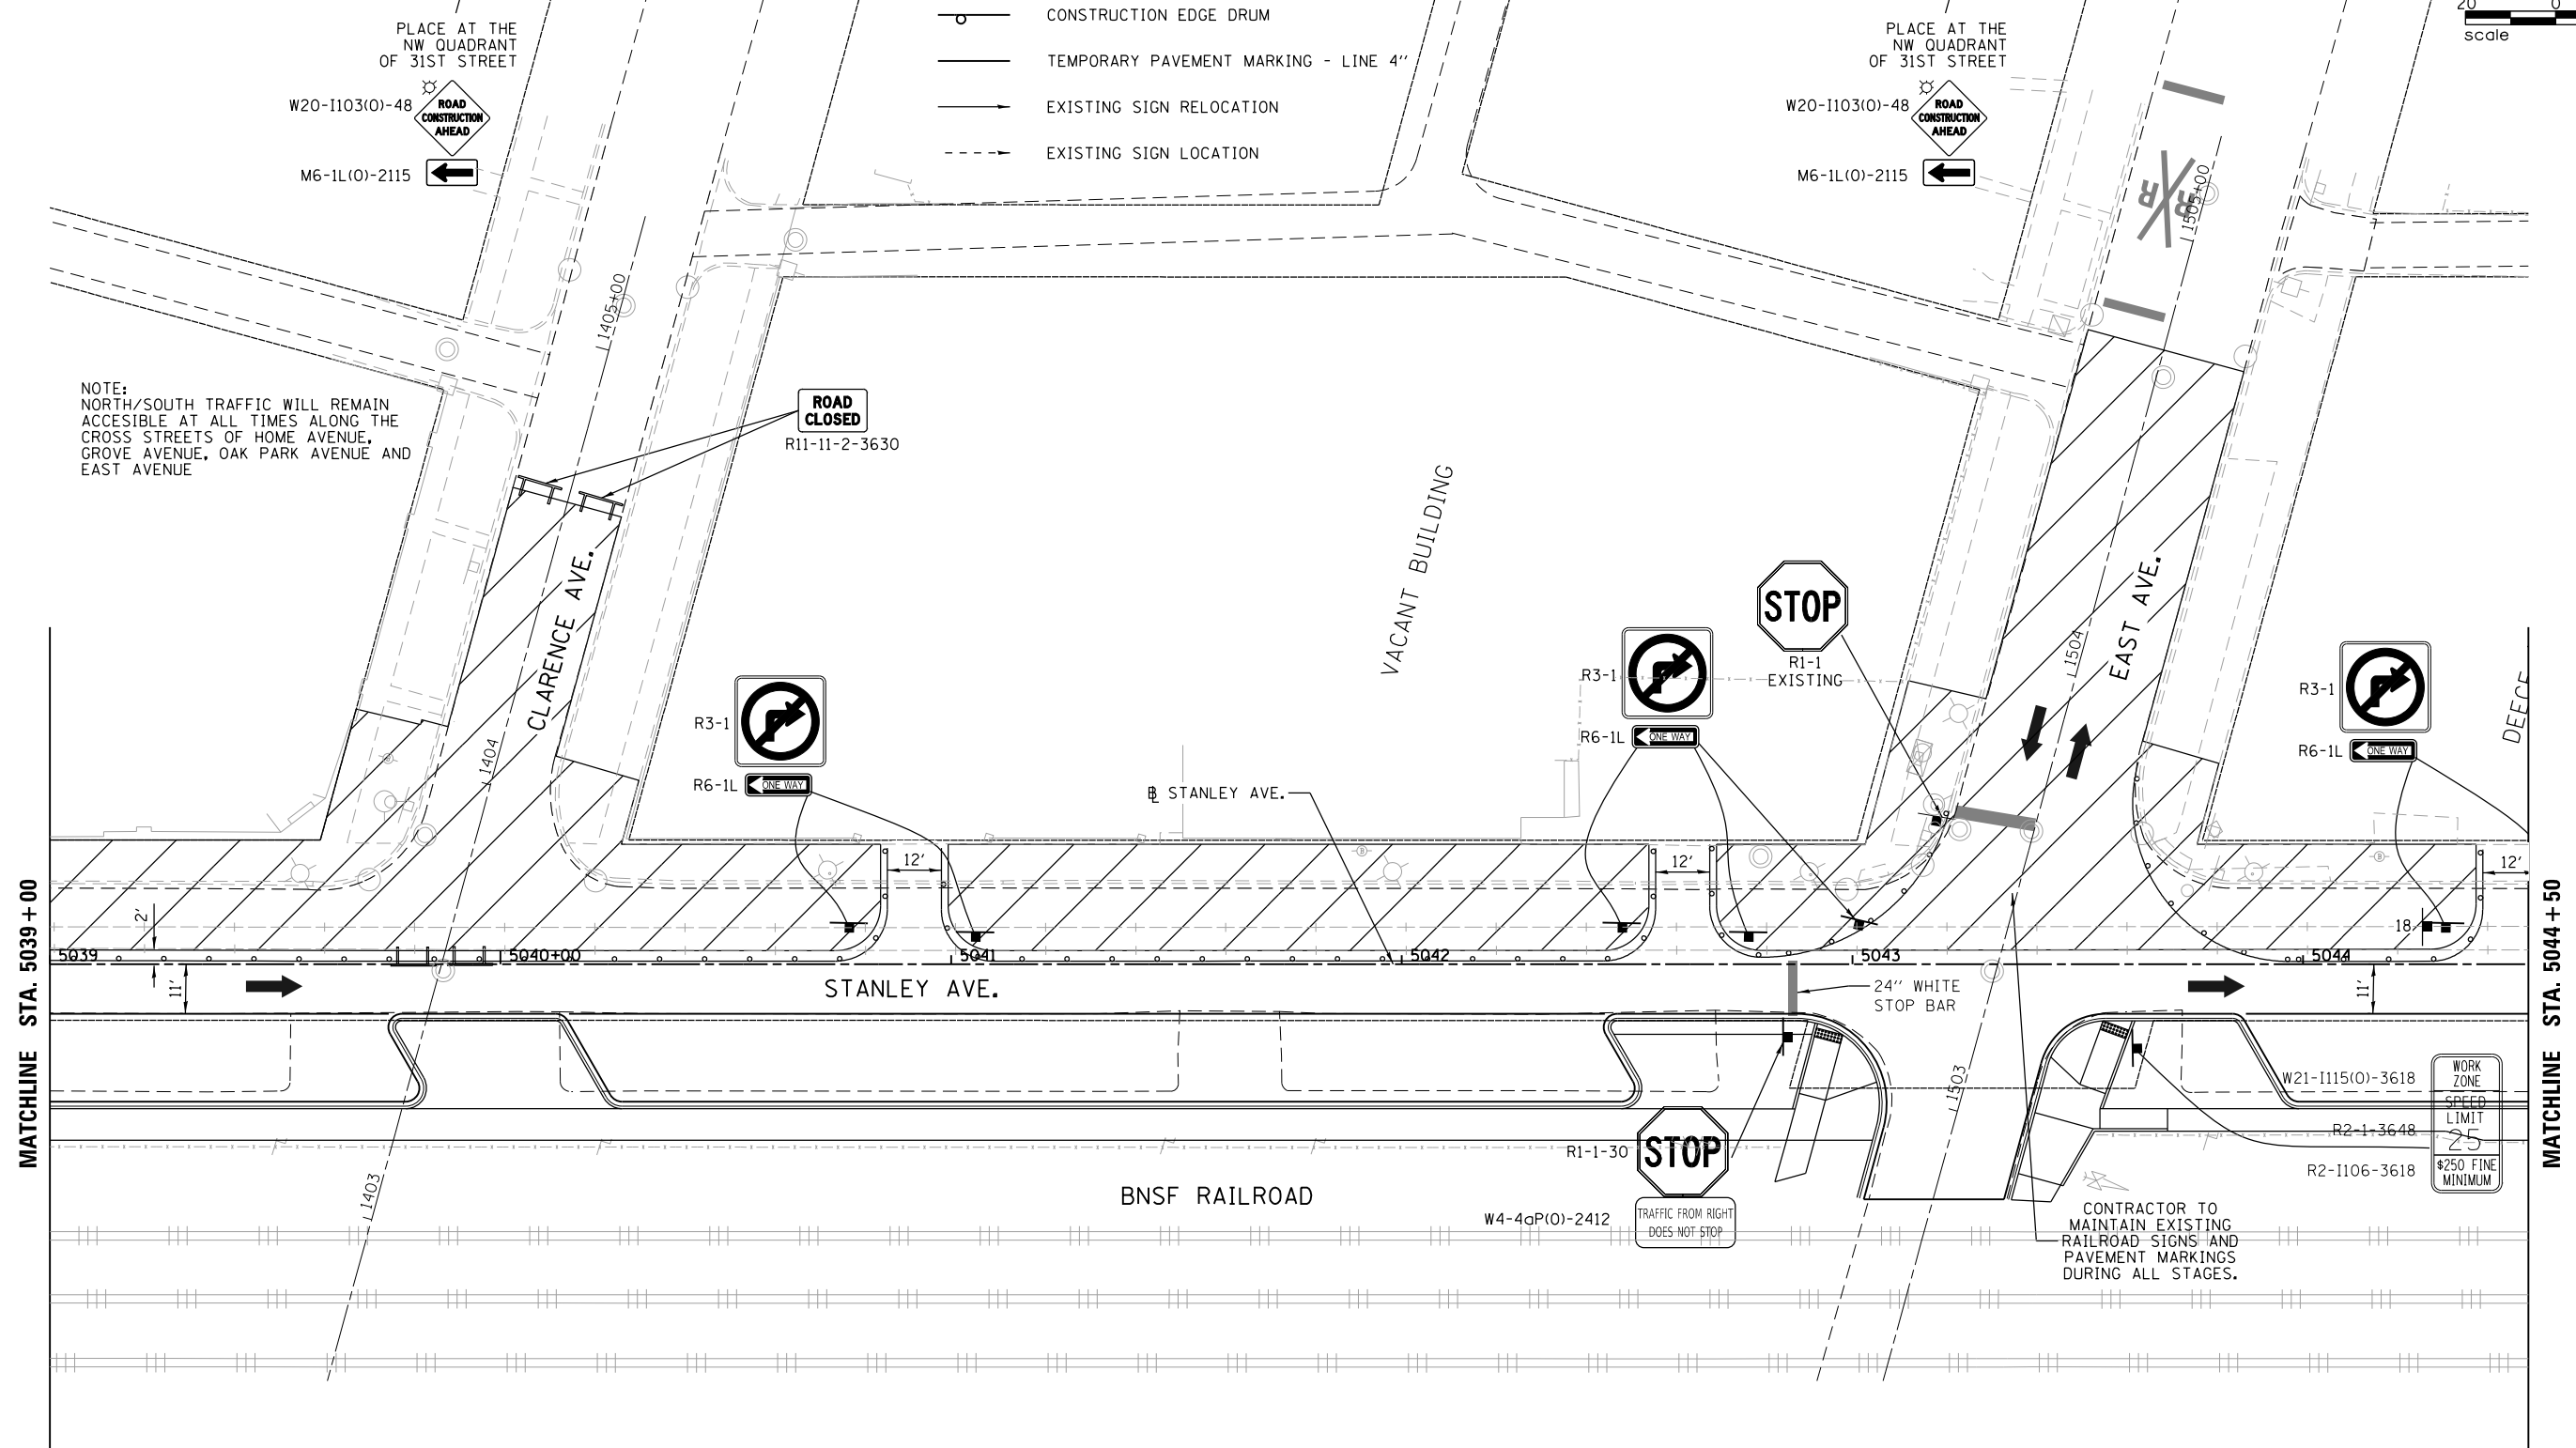 PLACE AT THE
NW QUADRANT
OF 31ST STREET
W20-I103(O)-48
ROAD
CONSTRUCTION
AHEAD
M6-1L(O)-2115
CONSTRUCTION EDGE DRUM
TEMPORARY PAVEMENT MARKING - LINE 4"
EXISTING SIGN RELOCATION
EXISTING SIGN LOCATION
PLACE AT THE
NW QUADRANT
OF 31ST STREET
W20-I103(O)-48
ROAD
CONSTRUCTION
AHEAD
M6-1L(O)-2115
20 0
scale
R R
1505+00
1405+00
NOTE:
NORTH/SOUTH TRAFFIC WILL REMAIN
ACCESIBLE AT ALL TIMES ALONG THE
CROSS STREETS OF HOME AVENUE,
GROVE AVENUE, OAK PARK AVENUE AND
EAST AVENUE
ROAD
CLOSED
R11-11-2-3630
CLARENCE AVE.
1404
VACANT BUILDING
R3-1
R6-1L
ONE WAY
STOP
R1-1
EXISTING
R3-1
R6-1L
ONE WAY
EAST AVE.
1504
R3-1
R6-1L
ONE WAY
DEECE
B STANLEY AVE.
12'
12'
12'
2'
11'
18
5039
5040+00
5041
5042
5043
5044
11'
STANLEY AVE.
24" WHITE
STOP BAR
MATCHLINE STA. 5039+00
MATCHLINE STA. 5044+50
1403
1503
BNSF RAILROAD
R1-1-30
STOP
W4-4aP(O)-2412
TRAFFIC FROM RIGHT
DOES NOT STOP
W21-I115(O)-3618
WORK
ZONE
R2-1-3648
SPEED
LIMIT
25
R2-I106-3618
$250 FINE
MINIMUM
CONTRACTOR TO
MAINTAIN EXISTING
RAILROAD SIGNS AND
PAVEMENT MARKINGS
DURING ALL STAGES.